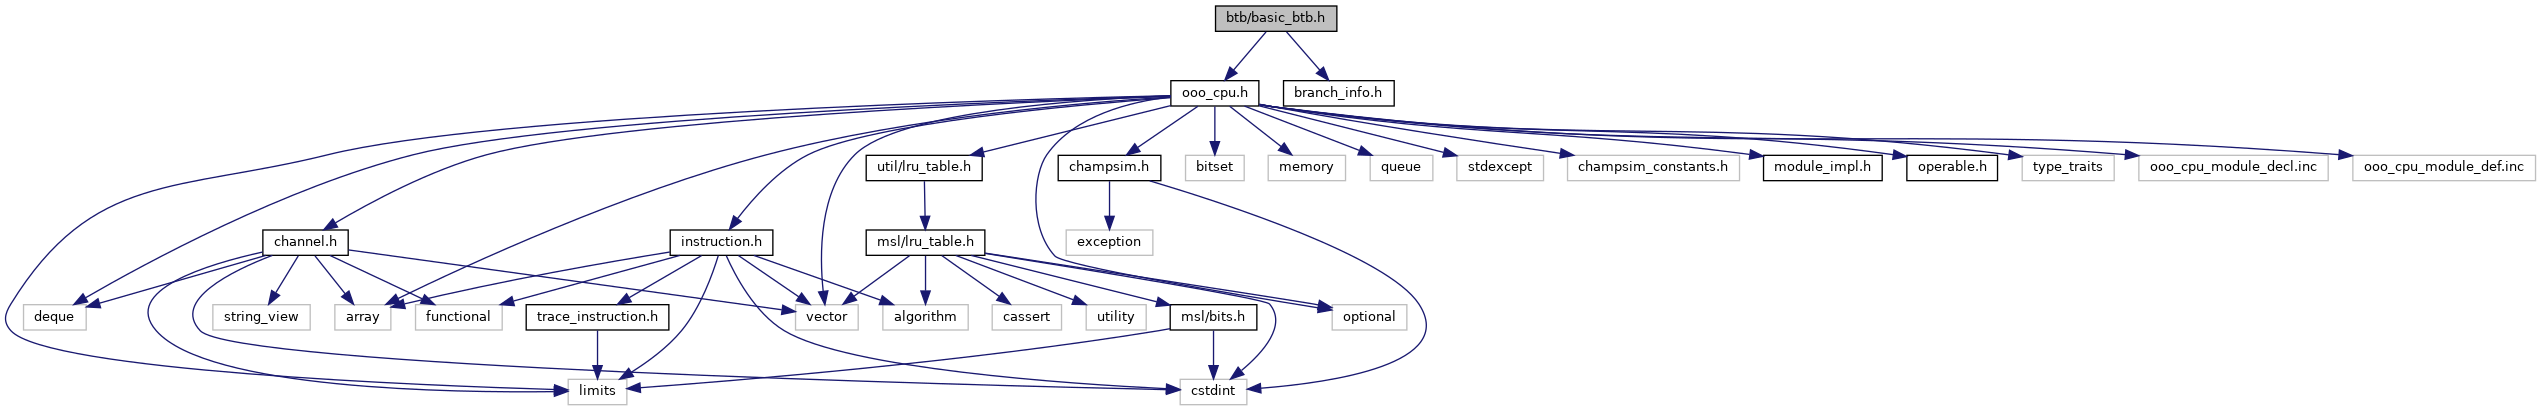 btb/basic_btb.h
ooo_cpu.h
branch_info.h
util/lru_table.h
champsim.h
bitset
memory
queue
stdexcept
champsim_constants.h
module_impl.h
operable.h
type_traits
ooo_cpu_module_decl.inc
ooo_cpu_module_def.inc
channel.h
instruction.h
msl/lru_table.h
exception
deque
string_view
array
functional
trace_instruction.h
vector
algorithm
cassert
utility
msl/bits.h
optional
limits
cstdint